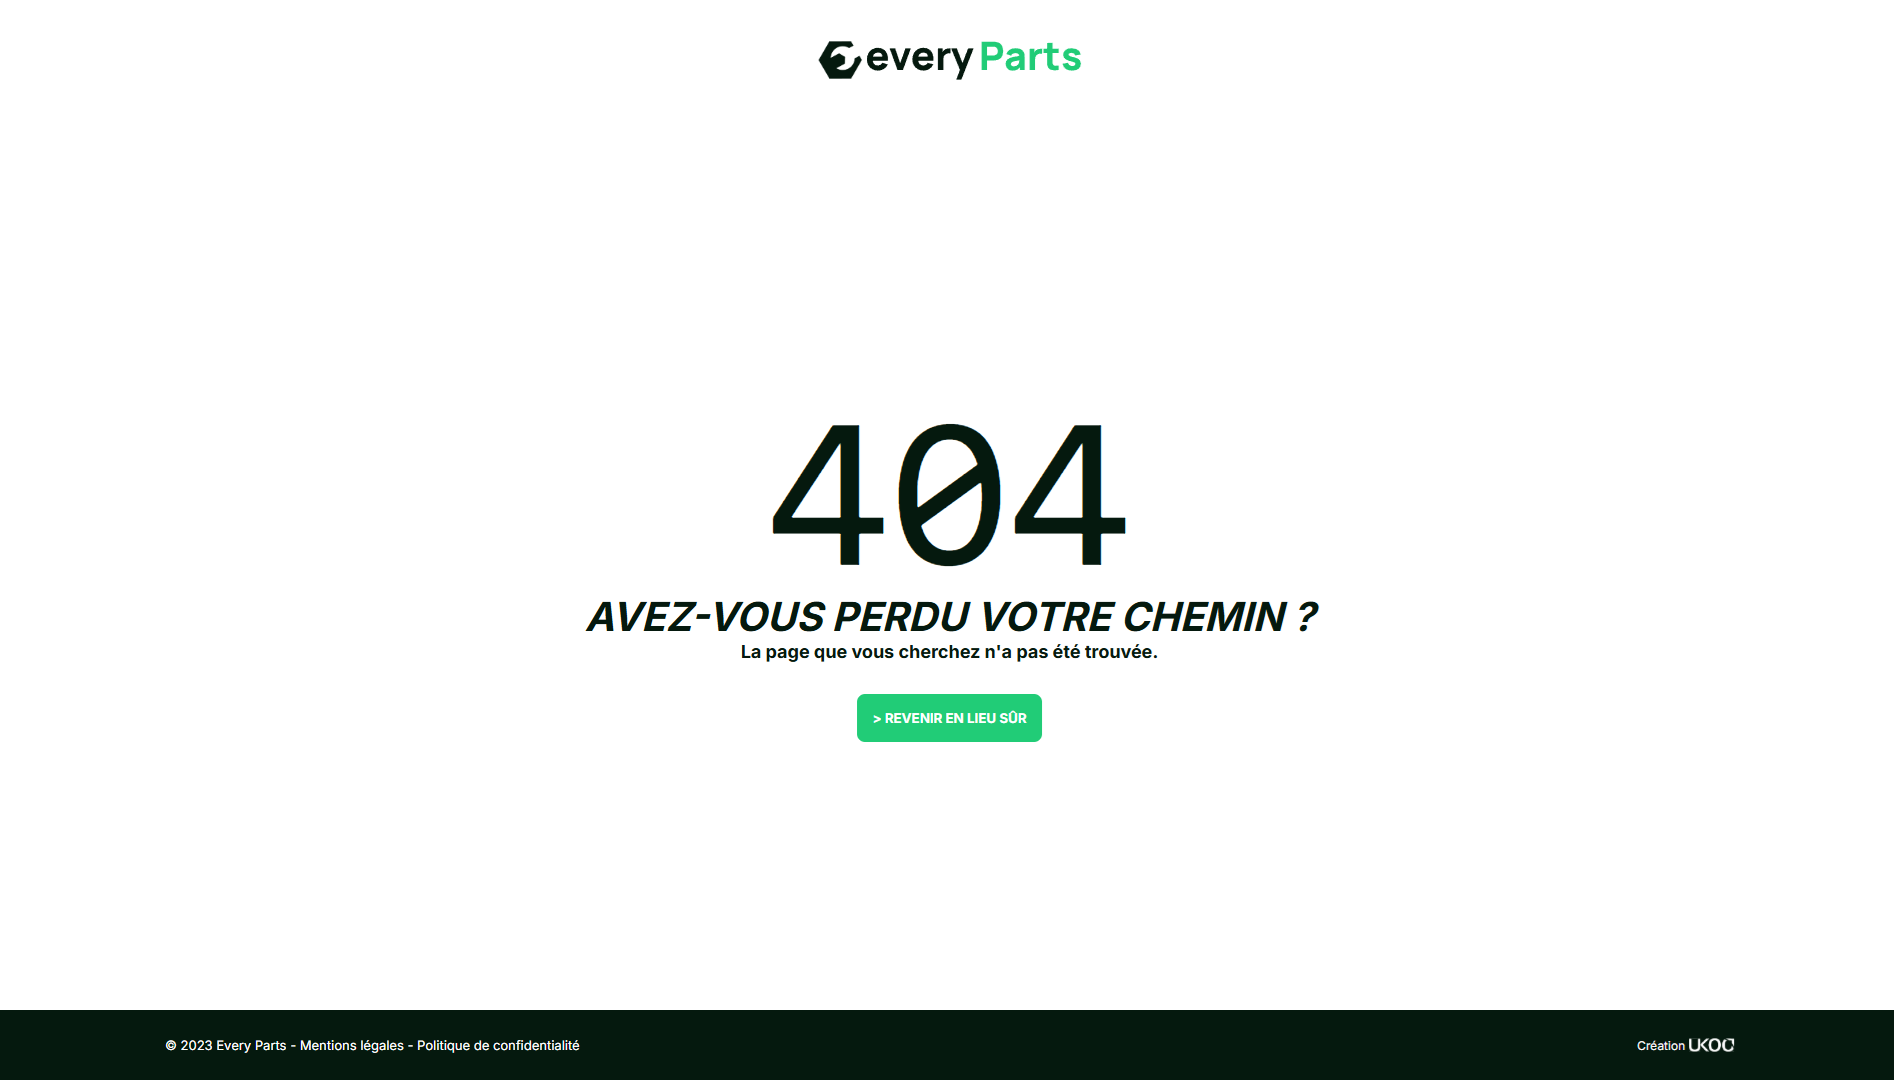 every Parts
404
AVEZ-VOUS PERDU VOTRE CHEMIN ?
La page que vous cherchez n'a pas été trouvée.
> REVENIR EN LIEU SÛR
© 2023 Every Parts - Mentions légales - Politique de confidentialité
Création UKOO